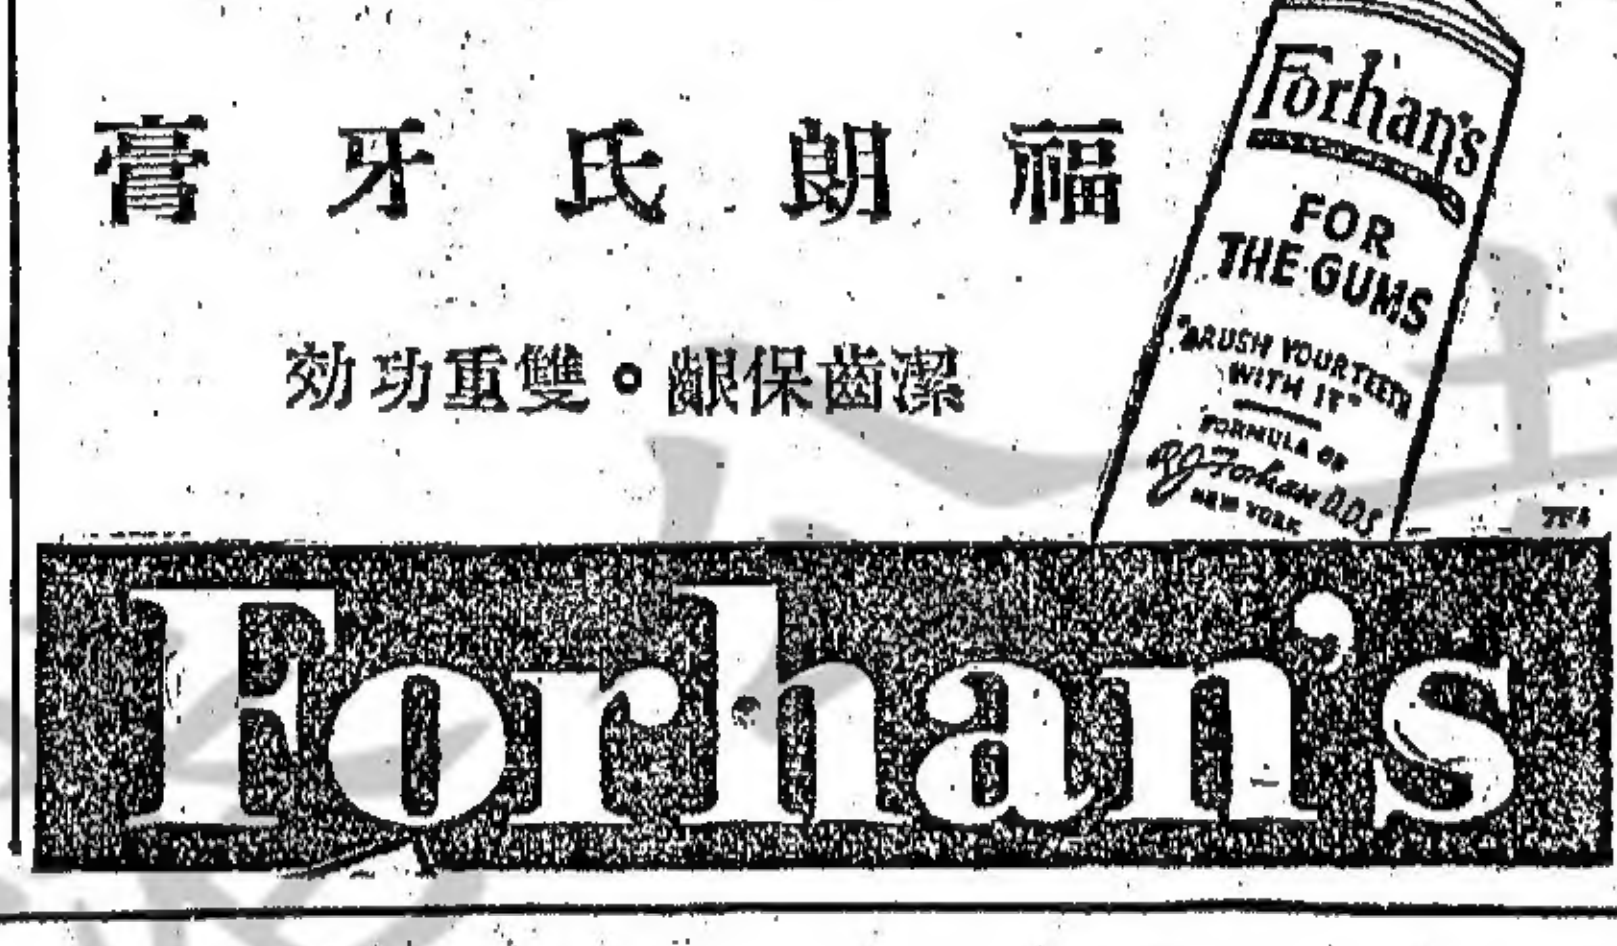 福朗氏牙膏
潔齒保齦。雙重功効
Forhan's
FOR
THE GUMS
"BRUSH YOUR TEETH
WITH IT"
FORMULA OF
R J Forhan D.D.S
NEW YORK
Forhan's